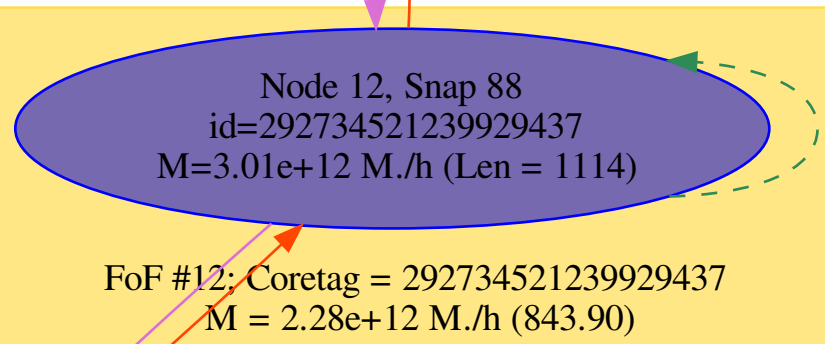 Node 12, Snap 88
id=292734521239929437
M=3.01e+12 M./h (Len = 1114)
FoF #12; Coretag = 292734521239929437
M = 2.28e+12 M./h (843.90)